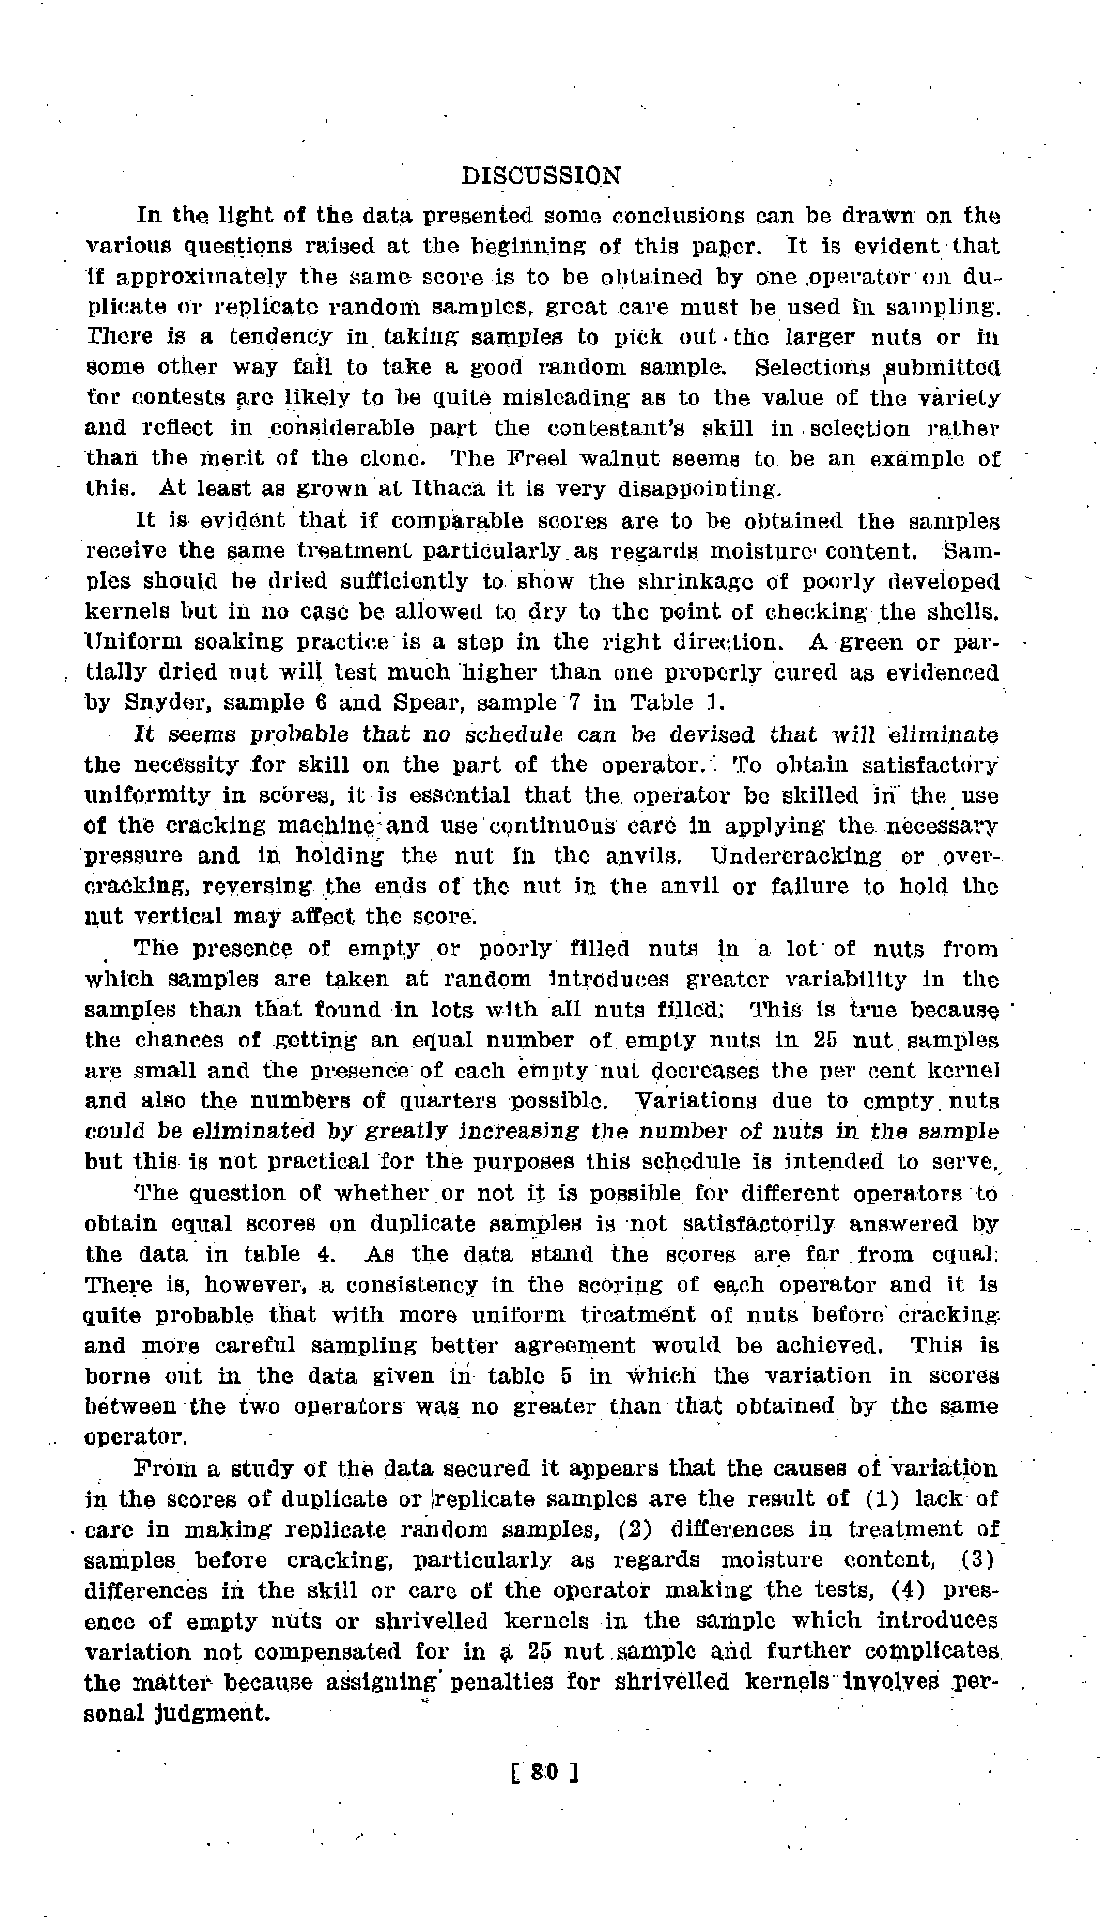 DISCUSSION
In the light of the data presented some conclusions can be drawn on the
various questions raised at the beginning of this paper. It is evident that
if approximately the same score is to be obtained by one operator on du-
plicate or replicate random samples, great care must be used in sampling.
There is a tendency in taking samples to pick out the larger nuts or in
some other way fail to take a good random sample. Selections submitted
for contests are likely to be quite misleading as to the value of the variety
and reflect in considerable part the contestant's skill in selection rather
than the merit of the clone. The Freel walnut seems to be an example of
this. At least as grown at Ithaca it is very disappointing.
It is evident that if comparable scores are to be obtained the samples
receive the same treatment particularly as regards moisture content. Sam-
ples should be dried sufficiently to show the shrinkage of poorly developed
kernels but in no case be allowed to dry to the point of checking the shells.
Uniform soaking practice is a step in the right direction. A green or par-
tially dried nut will test much higher than one properly cured as evidenced
by Snyder, sample 6 and Spear, sample 7 in Table 1.
It seems probable that no schedule can be devised that will eliminate
the necessity for skill on the part of the operator. To obtain satisfactory
uniformity in scores, it is essential that the operator be skilled in the use
of the cracking machine and use continuous care in applying the necessary
pressure and in holding the nut in the anvils. Undercracking or over-
cracking, reversing the ends of the nut in the anvil or failure to hold the
nut vertical may affect the score.
The presence of empty or poorly filled nuts in a lot of nuts from
which samples are taken at random introduces greater variability in the
samples than that found in lots with all nuts filled. This is true because
the chances of getting an equal number of empty nuts in 25 nut samples
are small and the presence of each empty nut decreases the per cent kernel
and also the numbers of quarters possible. Variations due to empty nuts
could be eliminated by greatly increasing the number of nuts in the sample
but this is not practical for the purposes this schedule is intended to serve.
The question of whether or not it is possible for different operators to
obtain equal scores on duplicate samples is not satisfactorily answered by
the data in table 4. As the data stand the scores are far from equal.
There is, however, a consistency in the scoring of each operator and it is
quite probable that with more uniform treatment of nuts before cracking
and more careful sampling better agreement would be achieved. This is
borne out in the data given in table 5 in which the variation in scores
between the two operators was no greater than that obtained by the same
operator.
From a study of the data secured it appears that the causes of variation
in the scores of duplicate or replicate samples are the result of (1) lack of
care in making replicate random samples, (2) differences in treatment of
samples before cracking, particularly as regards moisture content, (3)
differences in the skill or care of the operator making the tests, (4) pres-
ence of empty nuts or shrivelled kernels in the sample which introduces
variation not compensated for in a 25 nut sample and further complicates
the matter because assigning penalties for shrivelled kernels involves per-
sonal judgment.
[ 80 ]